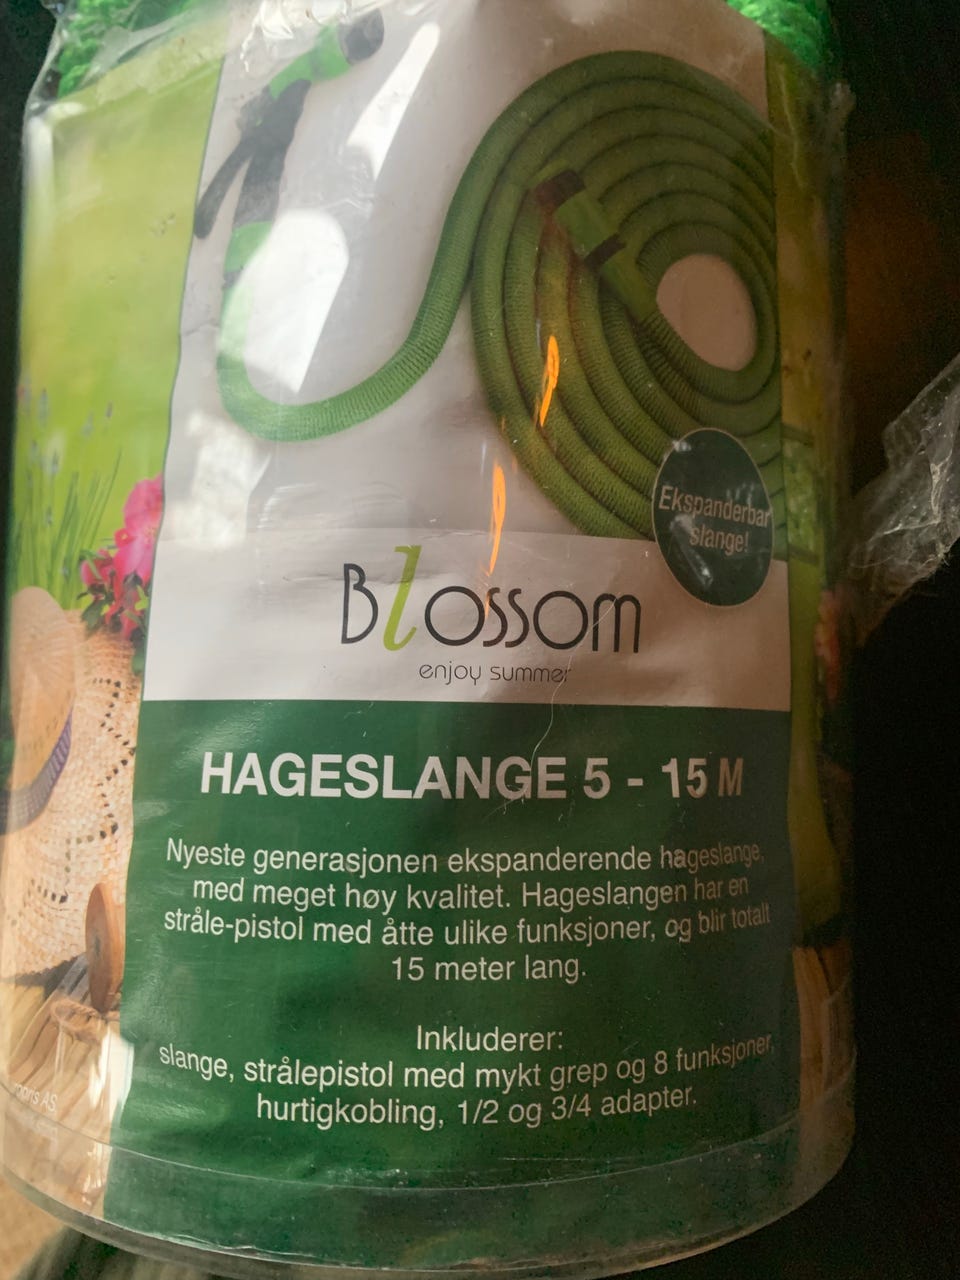 Ekspanderbar
slange!
Blossom
enjoy summer
HAGESLANGE 5 - 15 M
Nyeste generasjonen ekspanderende hageslange,
med meget høy kvalitet. Hageslangen har en
stråle-pistol med åtte ulike funksjoner, og blir totalt
15 meter lang.
Inkluderer:
slange, strålepistol med mykt grep og 8 funksjoner,
hurtigkobling, 1/2 og 3/4 adapter.
AS